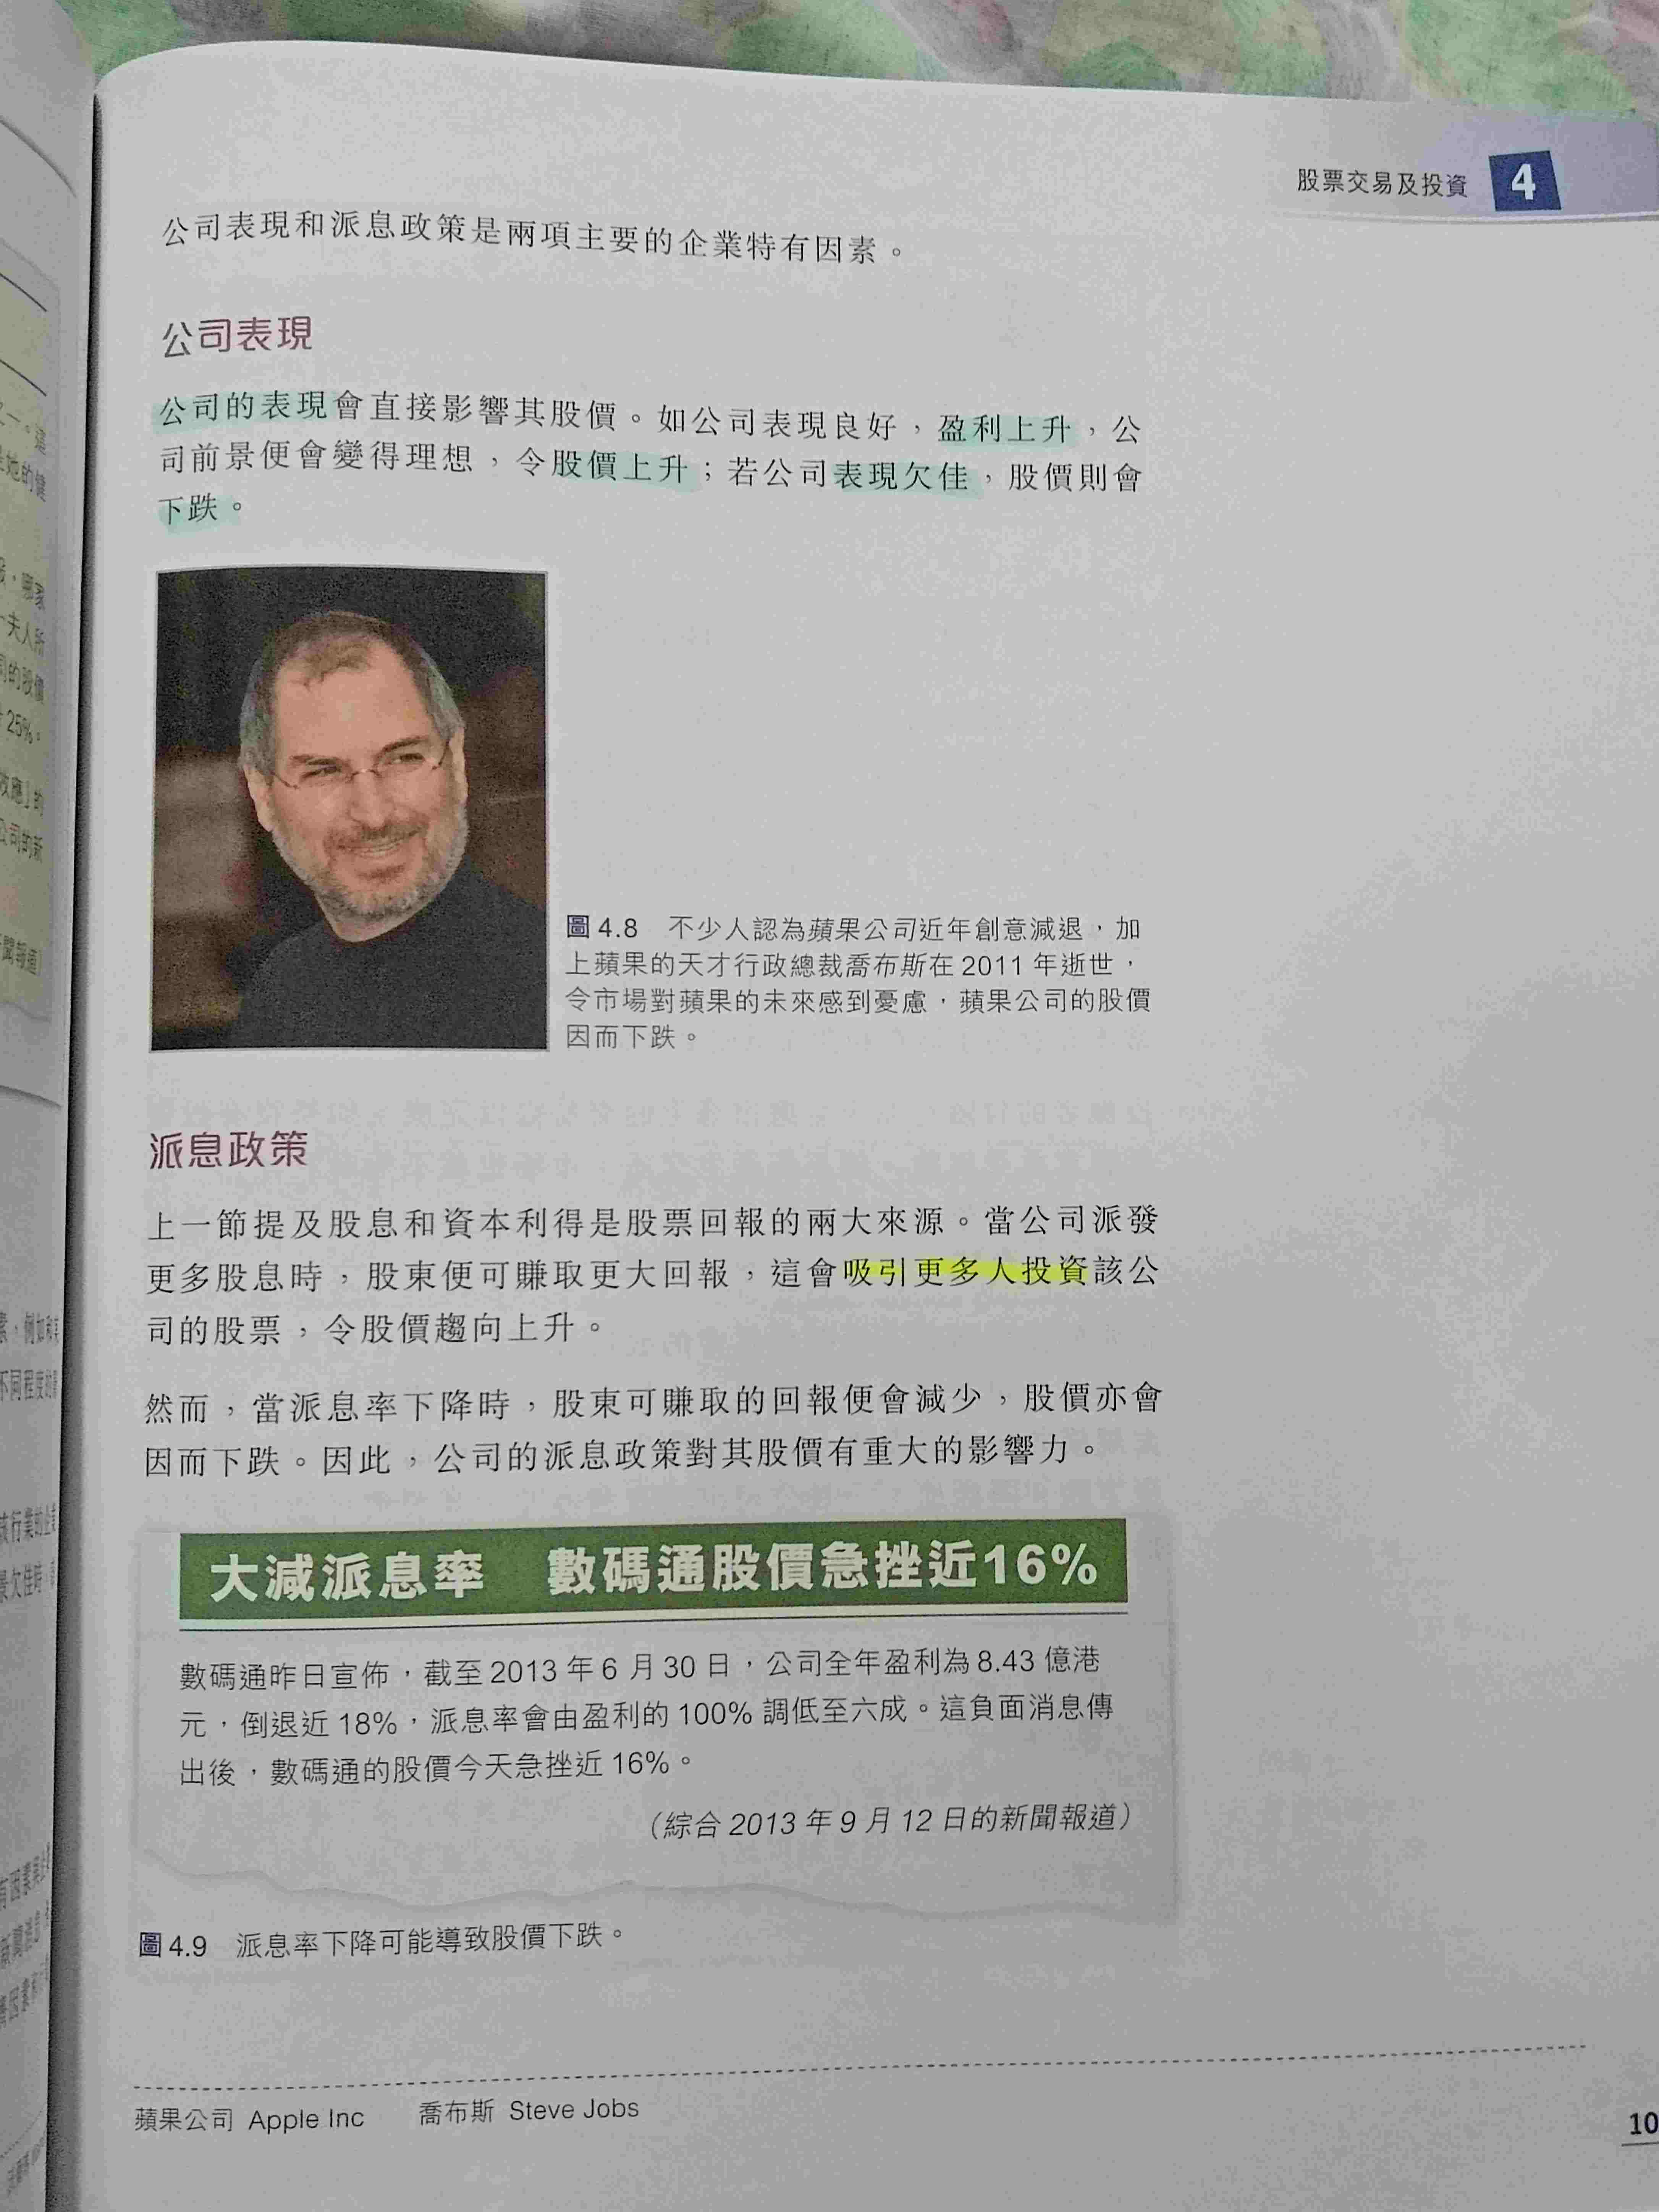 股票交易及投資 4
公司表現和派息政策是兩項主要的企業特有因素。
公司表現
公司的表現會直接影響其股價。如公司表現良好，盈利上升，公
司前景便會變得理想，令股價上升；若公司表現欠佳，股價則會
下跌。
圖 4.8 不少人認為蘋果公司近年創意減退，加
上蘋果的天才行政總裁喬布斯在 2011 年逝世，
令市場對蘋果的未來感到憂慮，蘋果公司的股價
因而下跌。
派息政策
上一節提及股息和資本利得是股票回報的兩大來源。當公司派發
更多股息時，股東便可賺取更大回報，這會吸引更多人投資該公
司的股票，令股價趨向上升。
然而，當派息率下降時，股東可賺取的回報便會減少，股價亦會
因而下跌。因此，公司的派息政策對其股價有重大的影響力。
大減派息率 數碼通股價急挫近16%
數碼通昨日宣佈，截至 2013 年 6 月 30 日，公司全年盈利為 8.43 億港
元，倒退近 18%，派息率會由盈利的 100% 調低至六成。這負面消息傳
出後，數碼通的股價今天急挫近 16%。
（綜合 2013 年 9 月 12 日的新聞報道）
圖 4.9 派息率下降可能導致股價下跌。
蘋果公司 Apple Inc 喬布斯 Steve Jobs
10